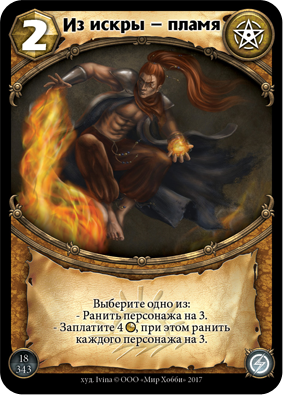 2 Из искры – пламя
Выберите одно из:
- Ранить персонажа на 3.
- Заплатите 4 , при этом ранить
каждого персонажа на 3.
18
343
худ. Ivina © ООО «Мир Хобби» 2017